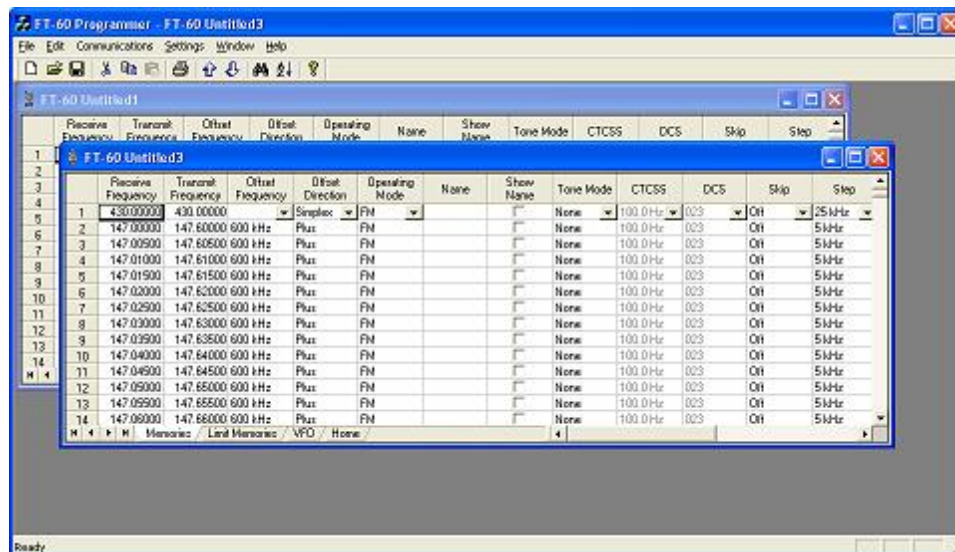 FT-60 Programmer - FT-60 Untitled3
File Edit Communications Settings Window Help
FT-60 Untitled1
Receive Frequency Transmit Frequency Offset Frequency Offset Direction Operating Mode Name Show Name Tone Mode CTCSS DCS Skip Step
1
2
3
4
5
6
7
8
9
10
11
12
13
14
FT-60 Untitled3
Receive Frequency Transmit Frequency Offset Frequency Offset Direction Operating Mode Name Show Name Tone Mode CTCSS DCS Skip Step
1 430.00000 430.00000 Simplex FM None 100.0 Hz 023 Off 25 kHz
2 147.00000 147.60000 600 kHz Plus FM None 100.0 Hz 023 Off 5 kHz
3 147.00500 147.60500 600 kHz Plus FM None 100.0 Hz 023 Off 5 kHz
4 147.01000 147.61000 600 kHz Plus FM None 100.0 Hz 023 Off 5 kHz
5 147.01500 147.61500 600 kHz Plus FM None 100.0 Hz 023 Off 5 kHz
6 147.02000 147.62000 600 kHz Plus FM None 100.0 Hz 023 Off 5 kHz
7 147.02500 147.62500 600 kHz Plus FM None 100.0 Hz 023 Off 5 kHz
8 147.03000 147.63000 600 kHz Plus FM None 100.0 Hz 023 Off 5 kHz
9 147.03500 147.63500 600 kHz Plus FM None 100.0 Hz 023 Off 5 kHz
10 147.04000 147.64000 600 kHz Plus FM None 100.0 Hz 023 Off 5 kHz
11 147.04500 147.64500 600 kHz Plus FM None 100.0 Hz 023 Off 5 kHz
12 147.05000 147.65000 600 kHz Plus FM None 100.0 Hz 023 Off 5 kHz
13 147.05500 147.65500 600 kHz Plus FM None 100.0 Hz 023 Off 5 kHz
14 147.06000 147.66000 600 kHz Plus FM None 100.0 Hz 023 Off 5 kHz
Memories Limit Memories VFO Home
Ready